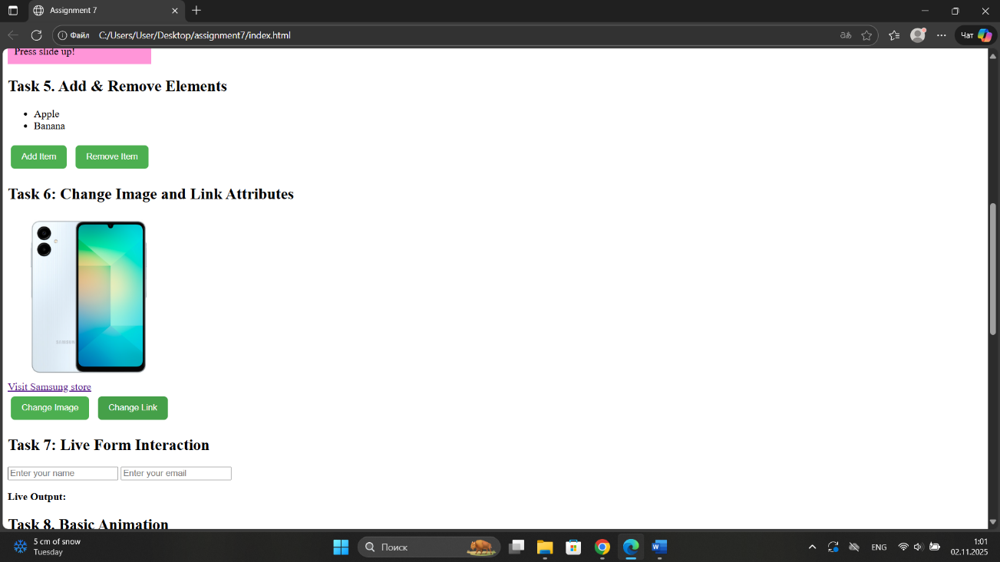 Assignment 7
Файл C:/Users/User/Desktop/assignment7/index.html
Чат
Press slide up!
Task 5. Add & Remove Elements
Apple
Banana
Add Item Remove Item
Task 6: Change Image and Link Attributes
SAMSUNG
Visit Samsung store
Change Image Change Link
Task 7: Live Form Interaction
Enter your name Enter your email
Live Output:
Task 8. Basic Animation
5 cm of snow
Tuesday
Поиск
ENG
1:01
02.11.2025